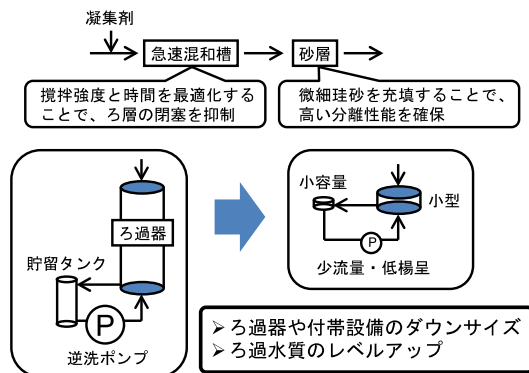 凝集剤
急速混和槽
砂層
撹拌強度と時間を最適化する
ことで、ろ層の閉塞を抑制
微細珪砂を充填することで、
高い分離性能を確保
ろ過器
貯留タンク
P
逆洗ポンプ
小容量
小型
P
少流量・低楊呈
➢ろ過器や付帯設備のダウンサイズ
➢ろ過水質のレベルアップ